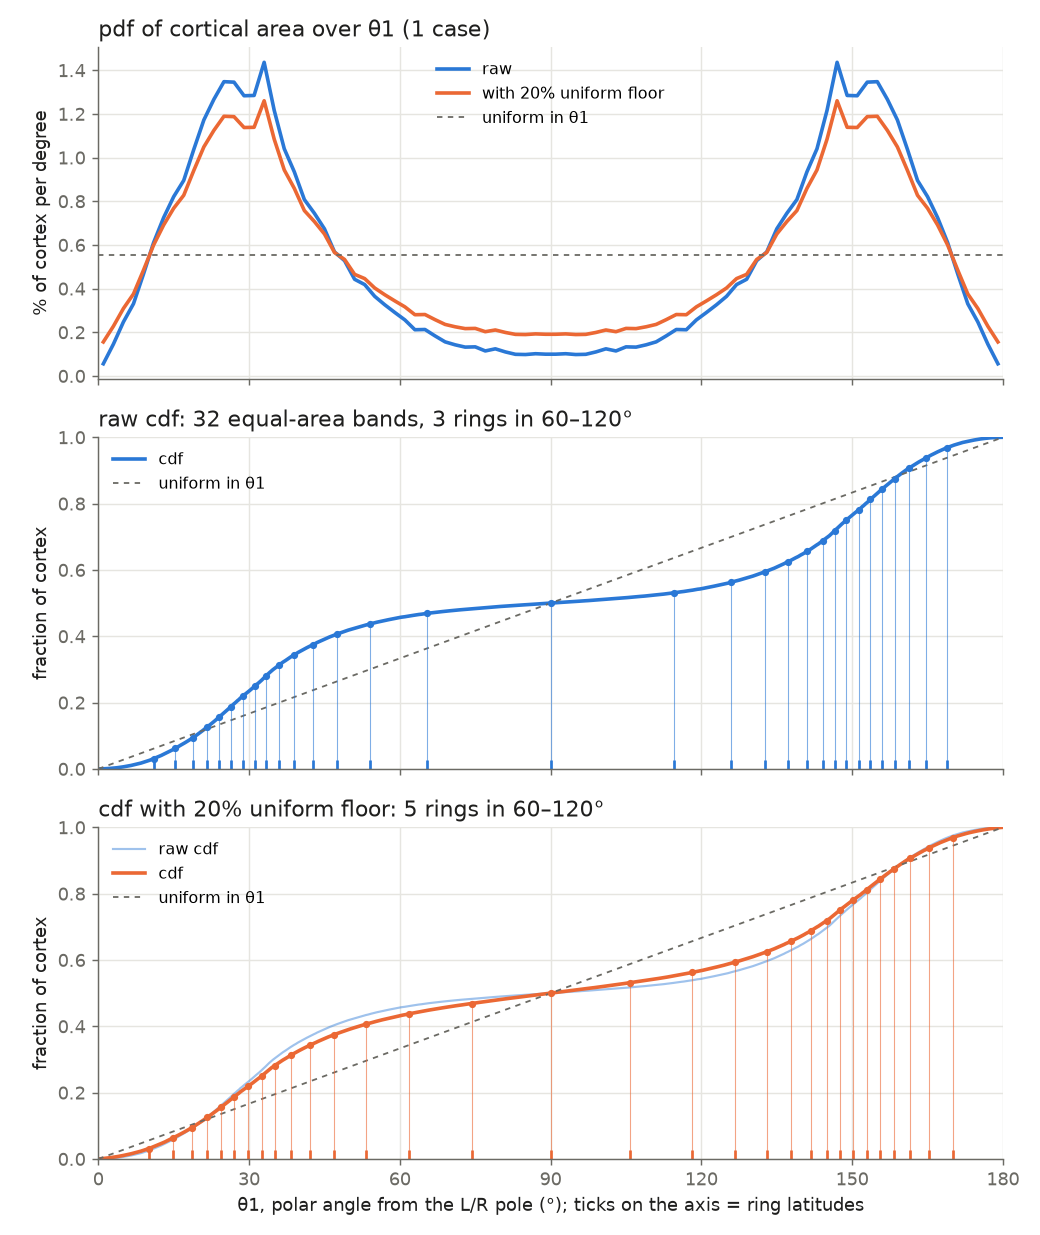 pdf of cortical area over θ1 (1 case)
raw
with 20% uniform floor
uniform in θ1
% of cortex per degree
1.4
1.2
1.0
0.8
0.6
0.4
0.2
0.0
raw cdf: 32 equal-area bands, 3 rings in 60–120°
cdf
uniform in θ1
fraction of cortex
1.0
0.8
0.6
0.4
0.2
0.0
cdf with 20% uniform floor: 5 rings in 60–120°
raw cdf
cdf
uniform in θ1
fraction of cortex
1.0
0.8
0.6
0.4
0.2
0.0
0 30 60 90 120 150 180
θ1, polar angle from the L/R pole (°); ticks on the axis = ring latitudes